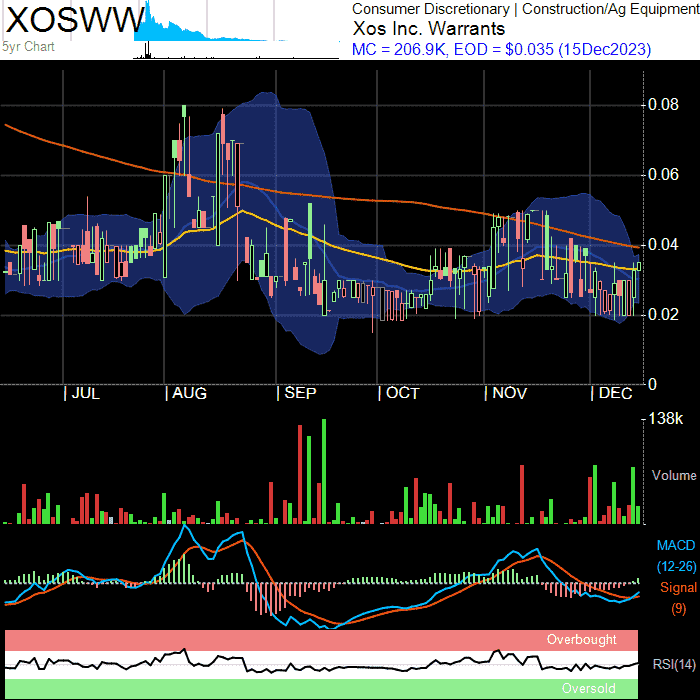 XOSWW
5yr Chart
Consumer Discretionary | Construction/Ag Equipment
Xos Inc. Warrants
MC = 206.9K, EOD = $0.035 (15Dec2023)
0.08
0.06
0.04
0.02
0
| JUL | AUG | SEP | OCT | NOV | DEC
138k
Volume
MACD
(12-26)
Signal
(9)
Overbought
RSI(14)
Oversold